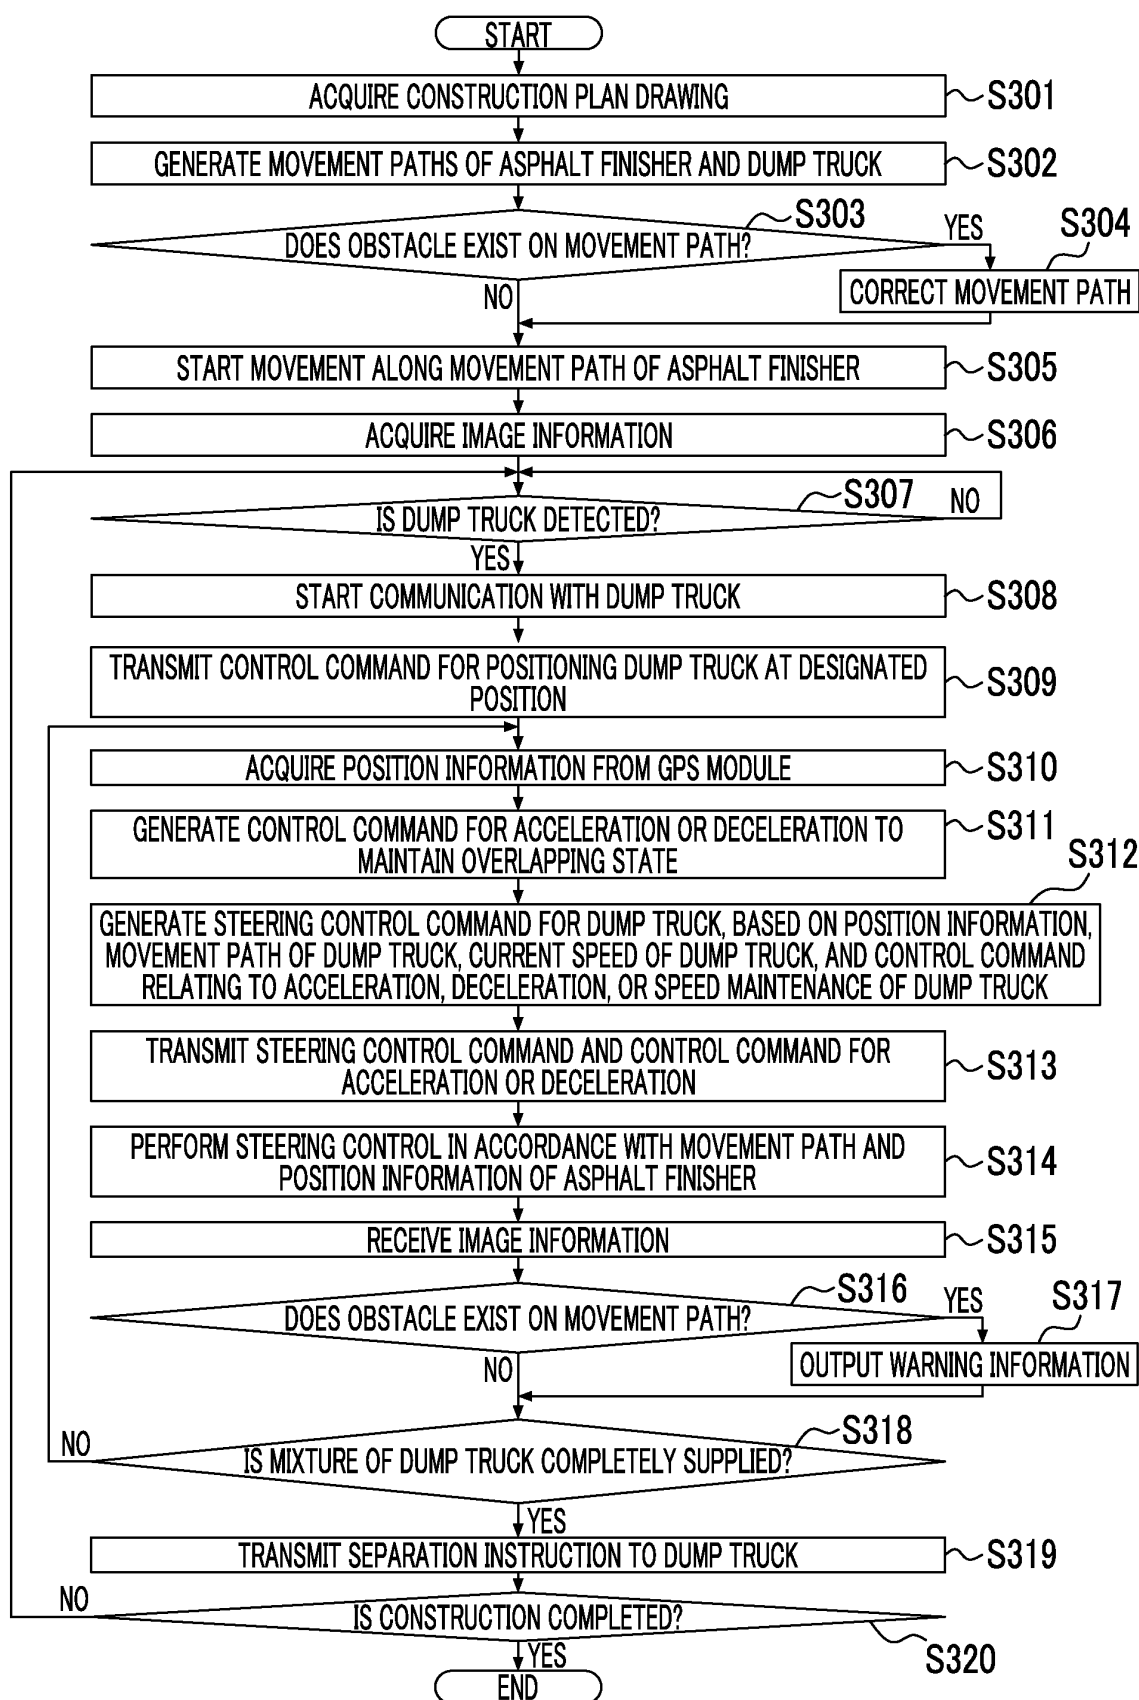 START
ACQUIRE CONSTRUCTION PLAN DRAWING
S301
GENERATE MOVEMENT PATHS OF ASPHALT FINISHER AND DUMP TRUCK
S302
S303
DOES OBSTACLE EXIST ON MOVEMENT PATH?
YES
S304
CORRECT MOVEMENT PATH
NO
START MOVEMENT ALONG MOVEMENT PATH OF ASPHALT FINISHER
S305
ACQUIRE IMAGE INFORMATION
S306
S307
IS DUMP TRUCK DETECTED?
NO
YES
START COMMUNICATION WITH DUMP TRUCK
S308
TRANSMIT CONTROL COMMAND FOR POSITIONING DUMP TRUCK AT DESIGNATED
POSITION
S309
ACQUIRE POSITION INFORMATION FROM GPS MODULE
S310
GENERATE CONTROL COMMAND FOR ACCELERATION OR DECELERATION TO
MAINTAIN OVERLAPPING STATE
S311
S312
GENERATE STEERING CONTROL COMMAND FOR DUMP TRUCK, BASED ON POSITION INFORMATION,
MOVEMENT PATH OF DUMP TRUCK, CURRENT SPEED OF DUMP TRUCK, AND CONTROL COMMAND
RELATING TO ACCELERATION, DECELERATION, OR SPEED MAINTENANCE OF DUMP TRUCK
TRANSMIT STEERING CONTROL COMMAND AND CONTROL COMMAND FOR
ACCELERATION OR DECELERATION
S313
PERFORM STEERING CONTROL IN ACCORDANCE WITH MOVEMENT PATH AND
POSITION INFORMATION OF ASPHALT FINISHER
S314
RECEIVE IMAGE INFORMATION
S315
S316
DOES OBSTACLE EXIST ON MOVEMENT PATH?
YES
S317
OUTPUT WARNING INFORMATION
NO
S318
NO
IS MIXTURE OF DUMP TRUCK COMPLETELY SUPPLIED?
YES
TRANSMIT SEPARATION INSTRUCTION TO DUMP TRUCK
S319
NO
IS CONSTRUCTION COMPLETED?
S320
YES
END